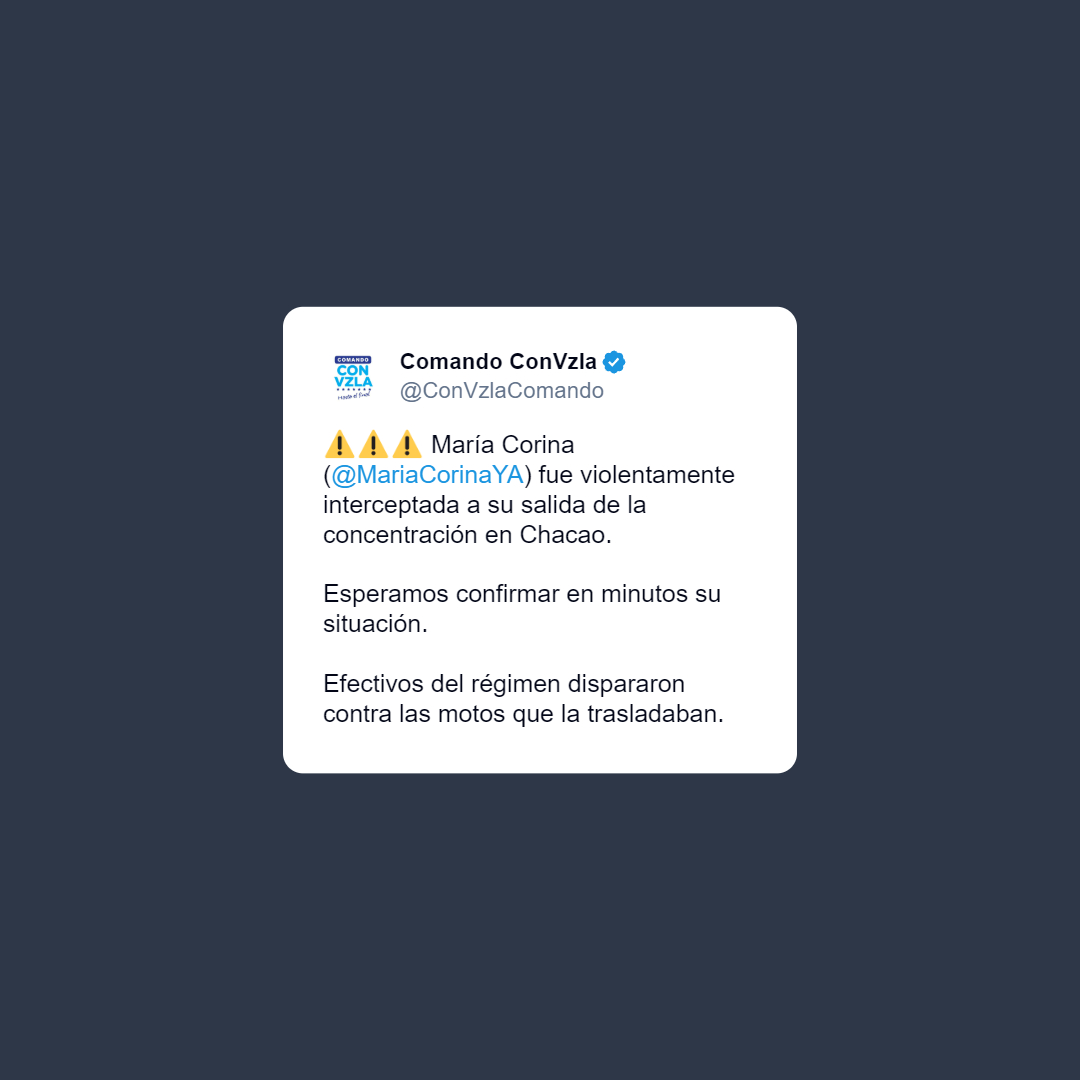 COMANDO
CON
VZLA
Hasta el final
Comando ConVzla
@ConVzlaComando
⚠️⚠️⚠️ María Corina
(@MariaCorinaYA) fue violentamente
interceptada a su salida de la
concentración en Chacao.
Esperamos confirmar en minutos su
situación.
Efectivos del régimen dispararon
contra las motos que la trasladaban.